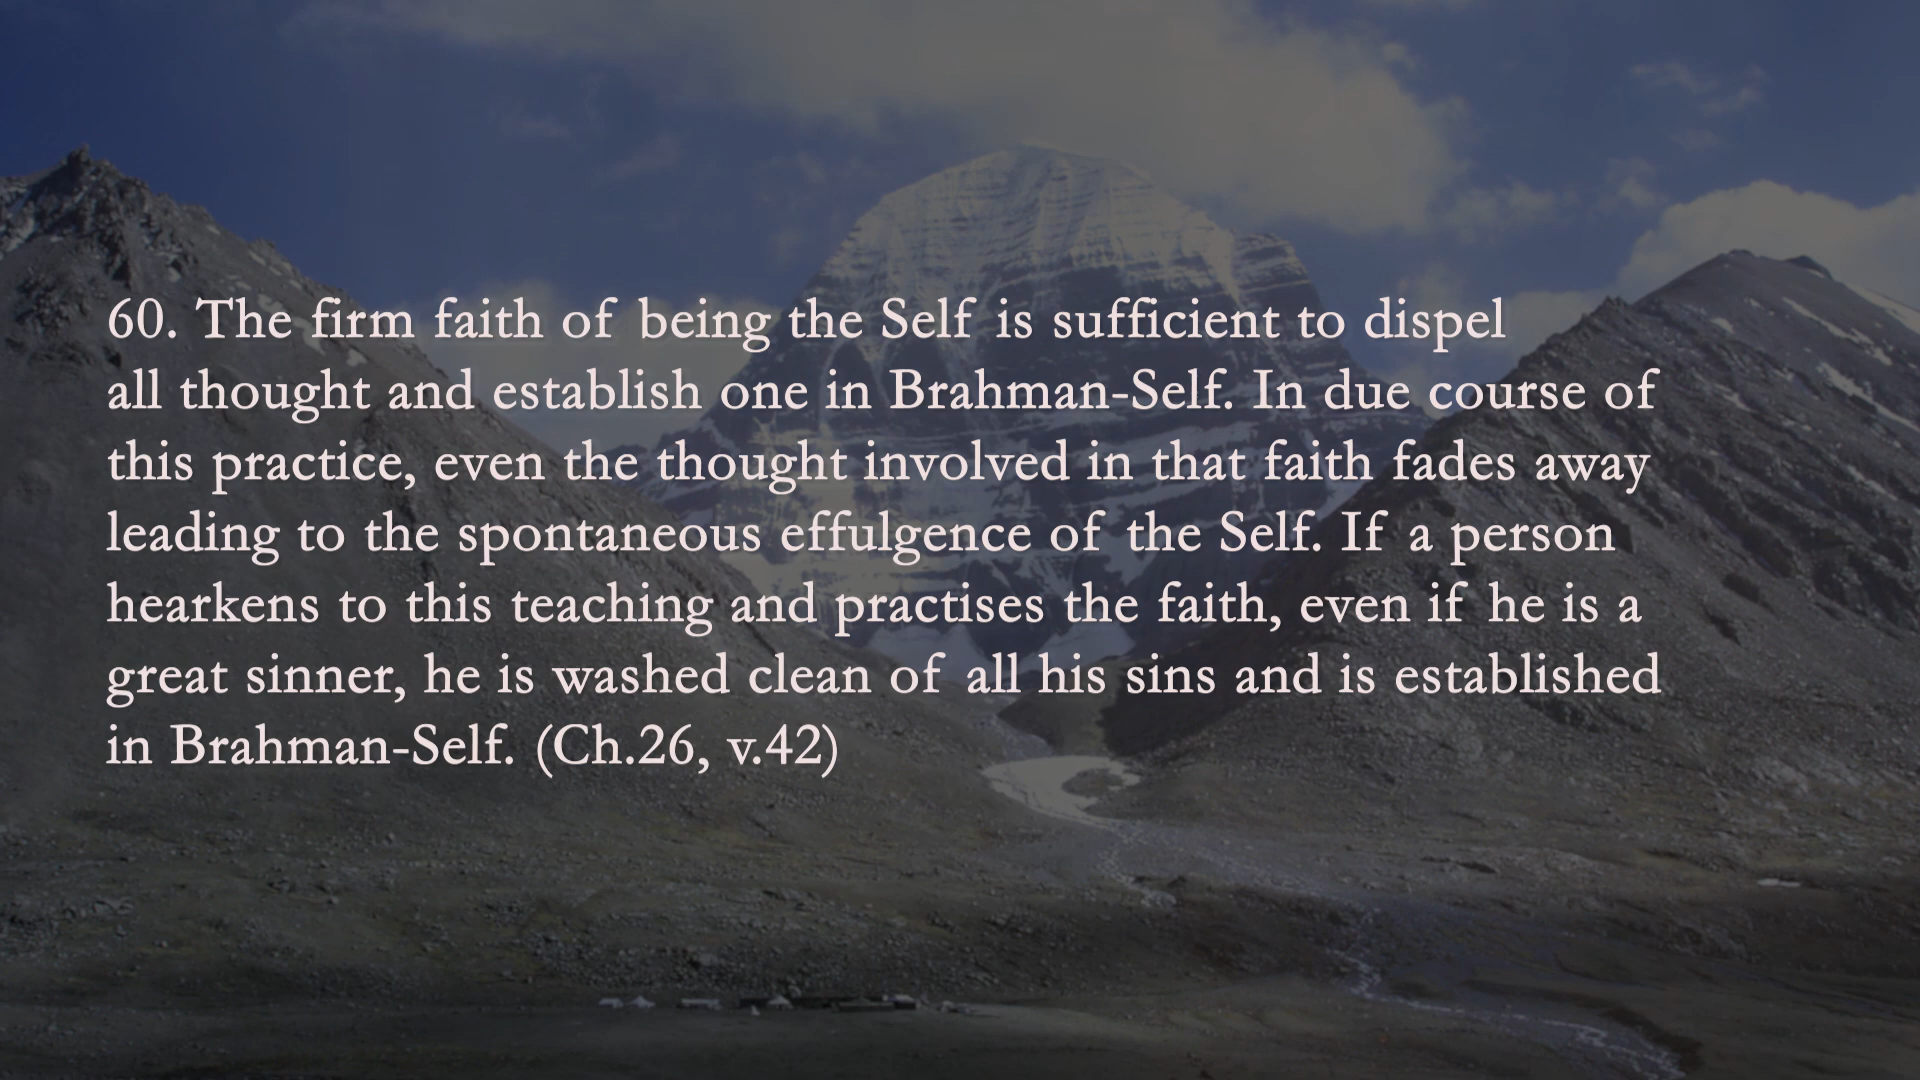 60. The firm faith of being the Self is sufficient to dispel
all thought and establish one in Brahman-Self. In due course of
this practice, even the thought involved in that faith fades away
leading to the spontaneous effulgence of the Self. If a person
hearkens to this teaching and practises the faith, even if he is a
great sinner, he is washed clean of all his sins and is established
in Brahman-Self. (Ch.26, v.42)